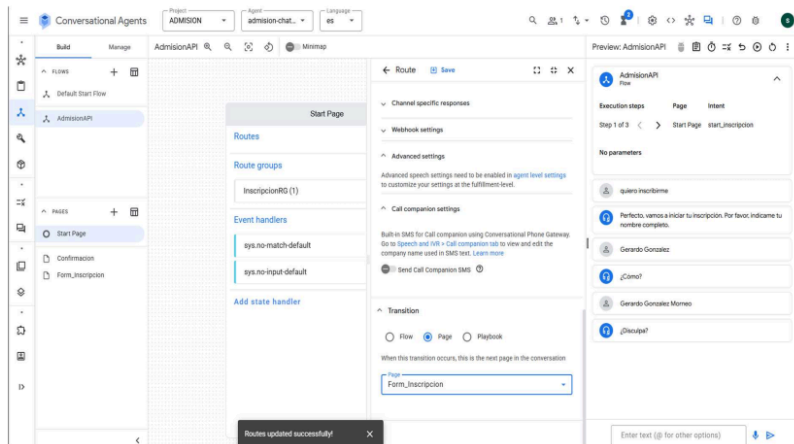 Conversational Agents
Project
ADMISION
Agent
admision-chat...
Language
es
1
2
s
Build
Manage
FLOWS
Default Start Flow
AdmisionAPI
PAGES
Start Page
Confirmacion
Form_Inscripcion
AdmisionAPI
Minimap
Start Page
Routes
Route groups
InscripcionRG (1)
Event handlers
sys.no-match-default
sys.no-input-default
Add state handler
Routes updated successfully!
Route
Save
Channel specific responses
Webhook settings
Advanced settings
Advanced speech settings need to be enabled in agent level settings
to customize your settings at the fulfillment-level.
Call companion settings
Built-in SMS for Call companion using Conversational Phone Gateway.
Go to Speech and IVR > Call companion tab to view and edit the
company name used in SMS text. Learn more
Send Call Companion SMS
Transition
Flow
Page
Playbook
When this transition occurs, this is the next page in the conversation
Page
Form_Inscripcion
Preview: AdmisionAPI
AdmisionAPI
Flow
Execution steps
Page
Intent
Step 1 of 3
Start Page
start_inscripcion
No parameters
quiero inscribirme
Perfecto, vamos a iniciar tu inscripción. Por favor, indícame tu
nombre completo.
Gerardo Gonzalez
¿Como?
Gerardo Gonzalez Morneo
¿Disculpa?
Enter text (@ for other options)